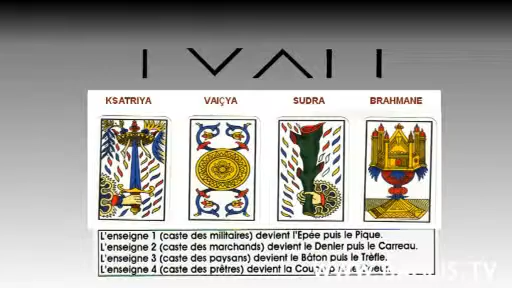 KSATRIYA VAIÇYA SUDRA BRAHMANE
L'enseigne 1 (caste des militaires) devient l'Epée puis le Pique.
L'enseigne 2 (caste des marchands) devient le Denier puis le Carreau.
L'enseigne 3 (caste des paysans) devient le Bâton puis le Trèfle.
L'enseigne 4 (caste des prêtres) devient la Coupe